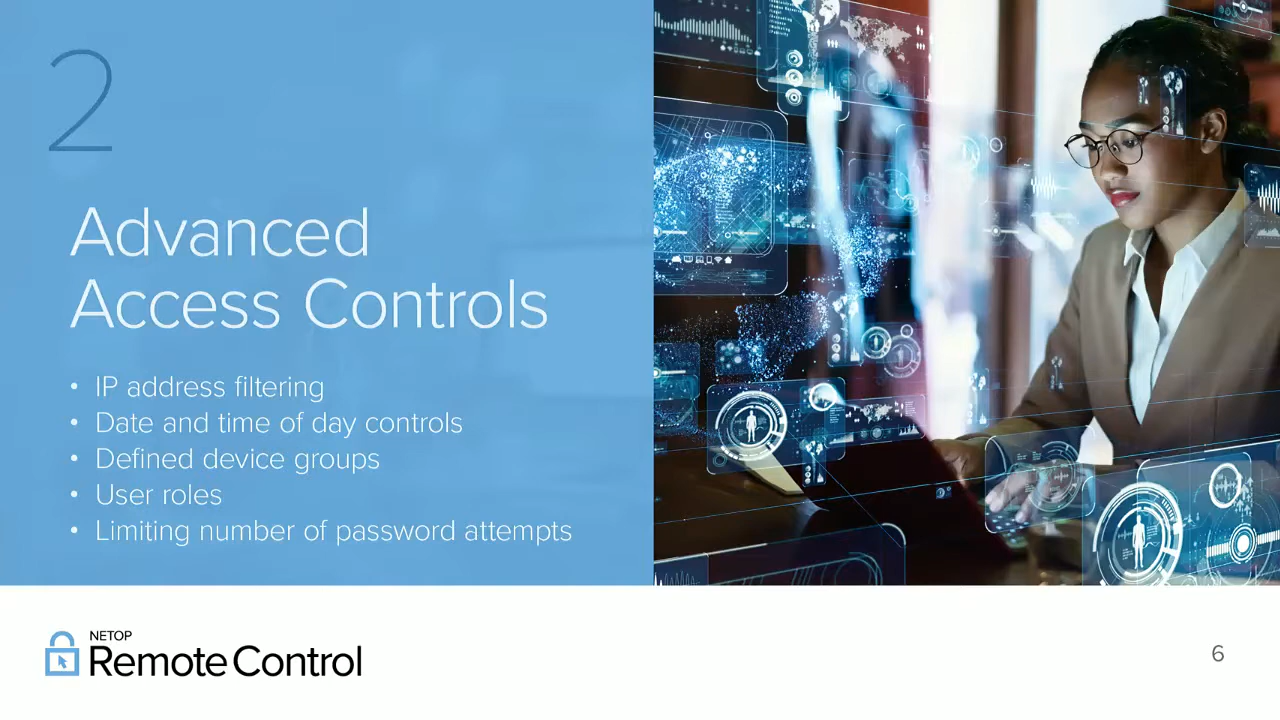 2
Advanced
Access Controls
• IP address filtering
• Date and time of day controls
• Defined device groups
• User roles
• Limiting number of password attempts
NETOP
Remote Control
6